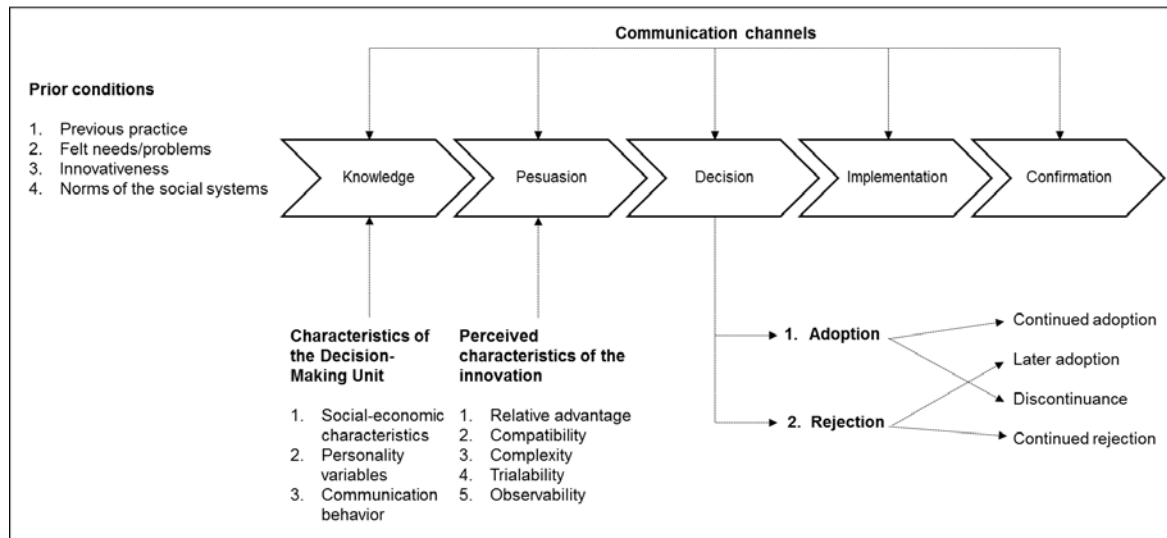 Communication channels
Prior conditions
1. Previous practice
2. Felt needs/problems
3. Innovativeness
4. Norms of the social systems
Knowledge
Pesuasion
Decision
Implementation
Confirmation
Characteristics of
the Decision-
Making Unit
1. Social-economic
characteristics
2. Personality
variables
3. Communication
behavior
Perceived
characteristics of the
innovation
1. Relative advantage
2. Compatibility
3. Complexity
4. Trialability
5. Observability
1. Adoption
2. Rejection
Continued adoption
Later adoption
Discontinuance
Continued rejection